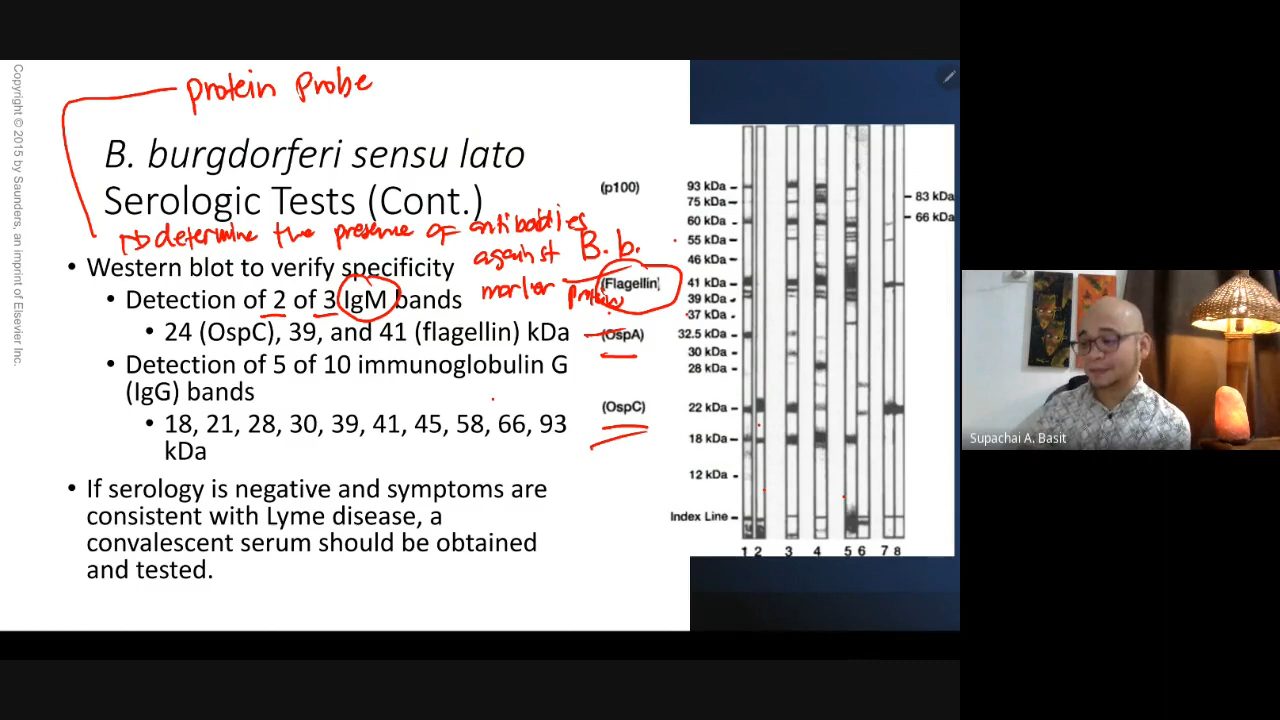 protein probe
B. burgdorferi sensu lato
Serologic Tests (Cont.)
determine the presence of antibodies
against B.b.
marker protein
• Western blot to verify specificity
• Detection of 2 of 3 IgM bands
• 24 (OspC), 39, and 41 (flagellin) kDa
• Detection of 5 of 10 immunoglobulin G
(IgG) bands
• 18, 21, 28, 30, 39, 41, 45, 58, 66, 93
kDa
• If serology is negative and symptoms are
consistent with Lyme disease, a
convalescent serum should be obtained
and tested.
Copyright © 2015 by Saunders, an imprint of Elsevier Inc.
(p100)
(Flagellin)
(OspA)
(OspC)
93 kDa
75 kDa
60 kDa
55 kDa
46 kDa
41 kDa
39 kDa
37 kDa
32.5 kDa
30 kDa
28 kDa
22 kDa
18 kDa
12 kDa
Index Line
83 kDa
66 kDa
1 2 3 4 5 6 7 8
Supachai A. Basit